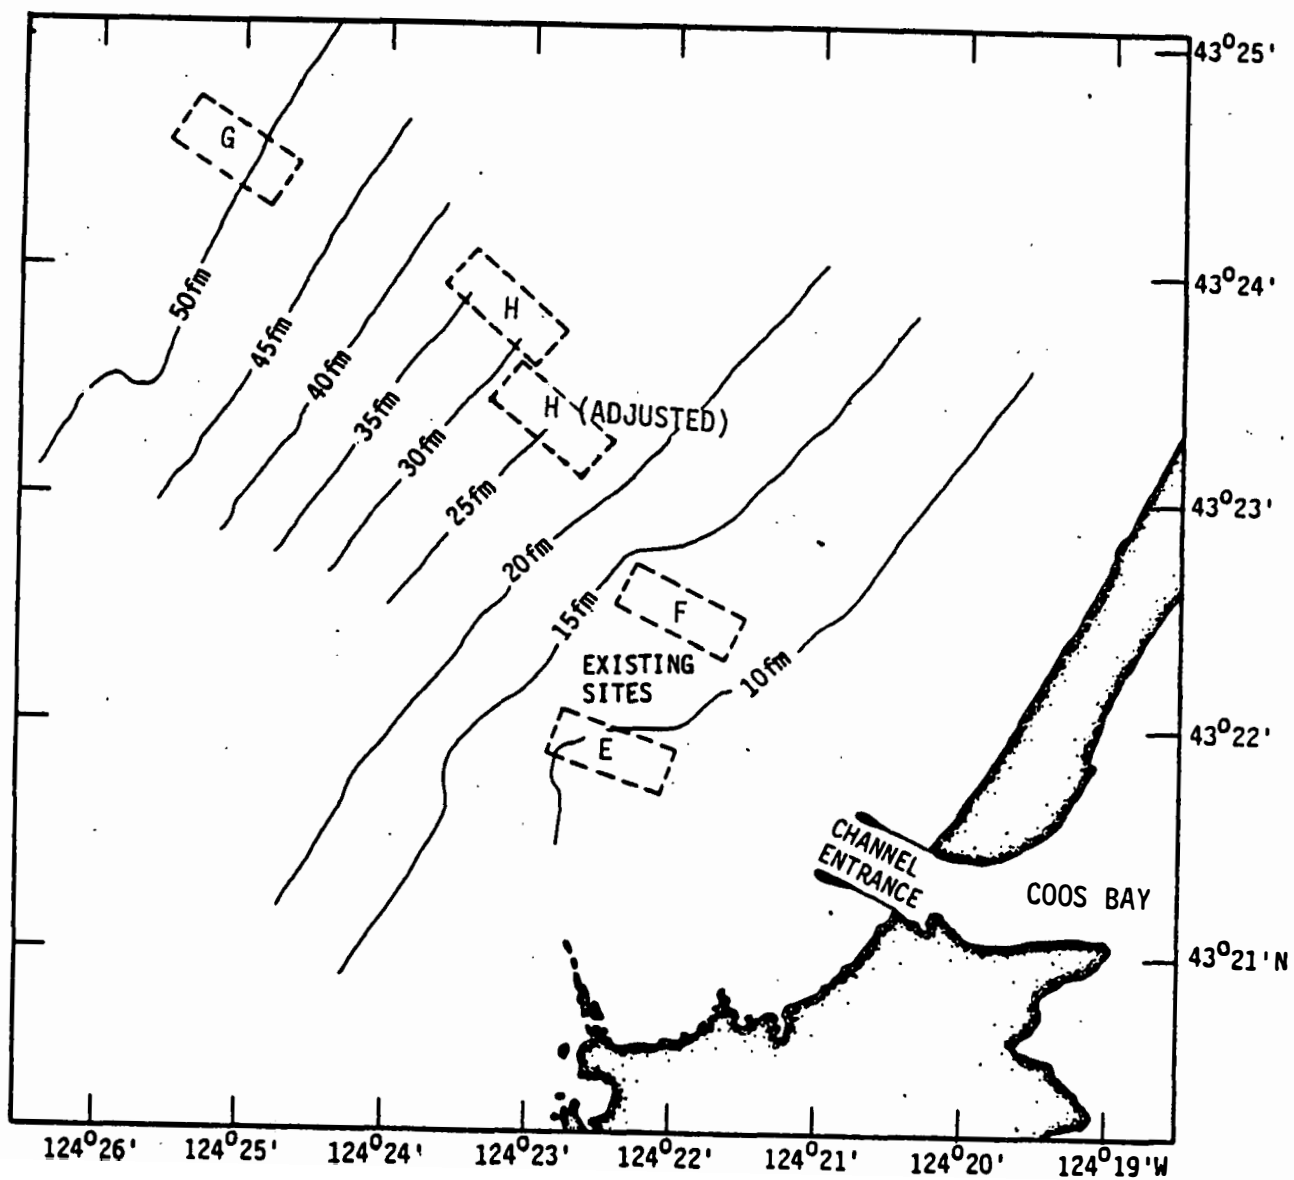 43°25'
G
50fm
45fm
40fm
35fm
30fm
25fm
20fm
15fm
10fm
H
H (ADJUSTED)
43°24'
43°23'
F
EXISTING
SITES
E
43°22'
CHANNEL
ENTRANCE
COOS BAY
43°21'N
124°26' 124°25' 124°24' 124°23' 124°22' 124°21' 124°20' 124°19'W